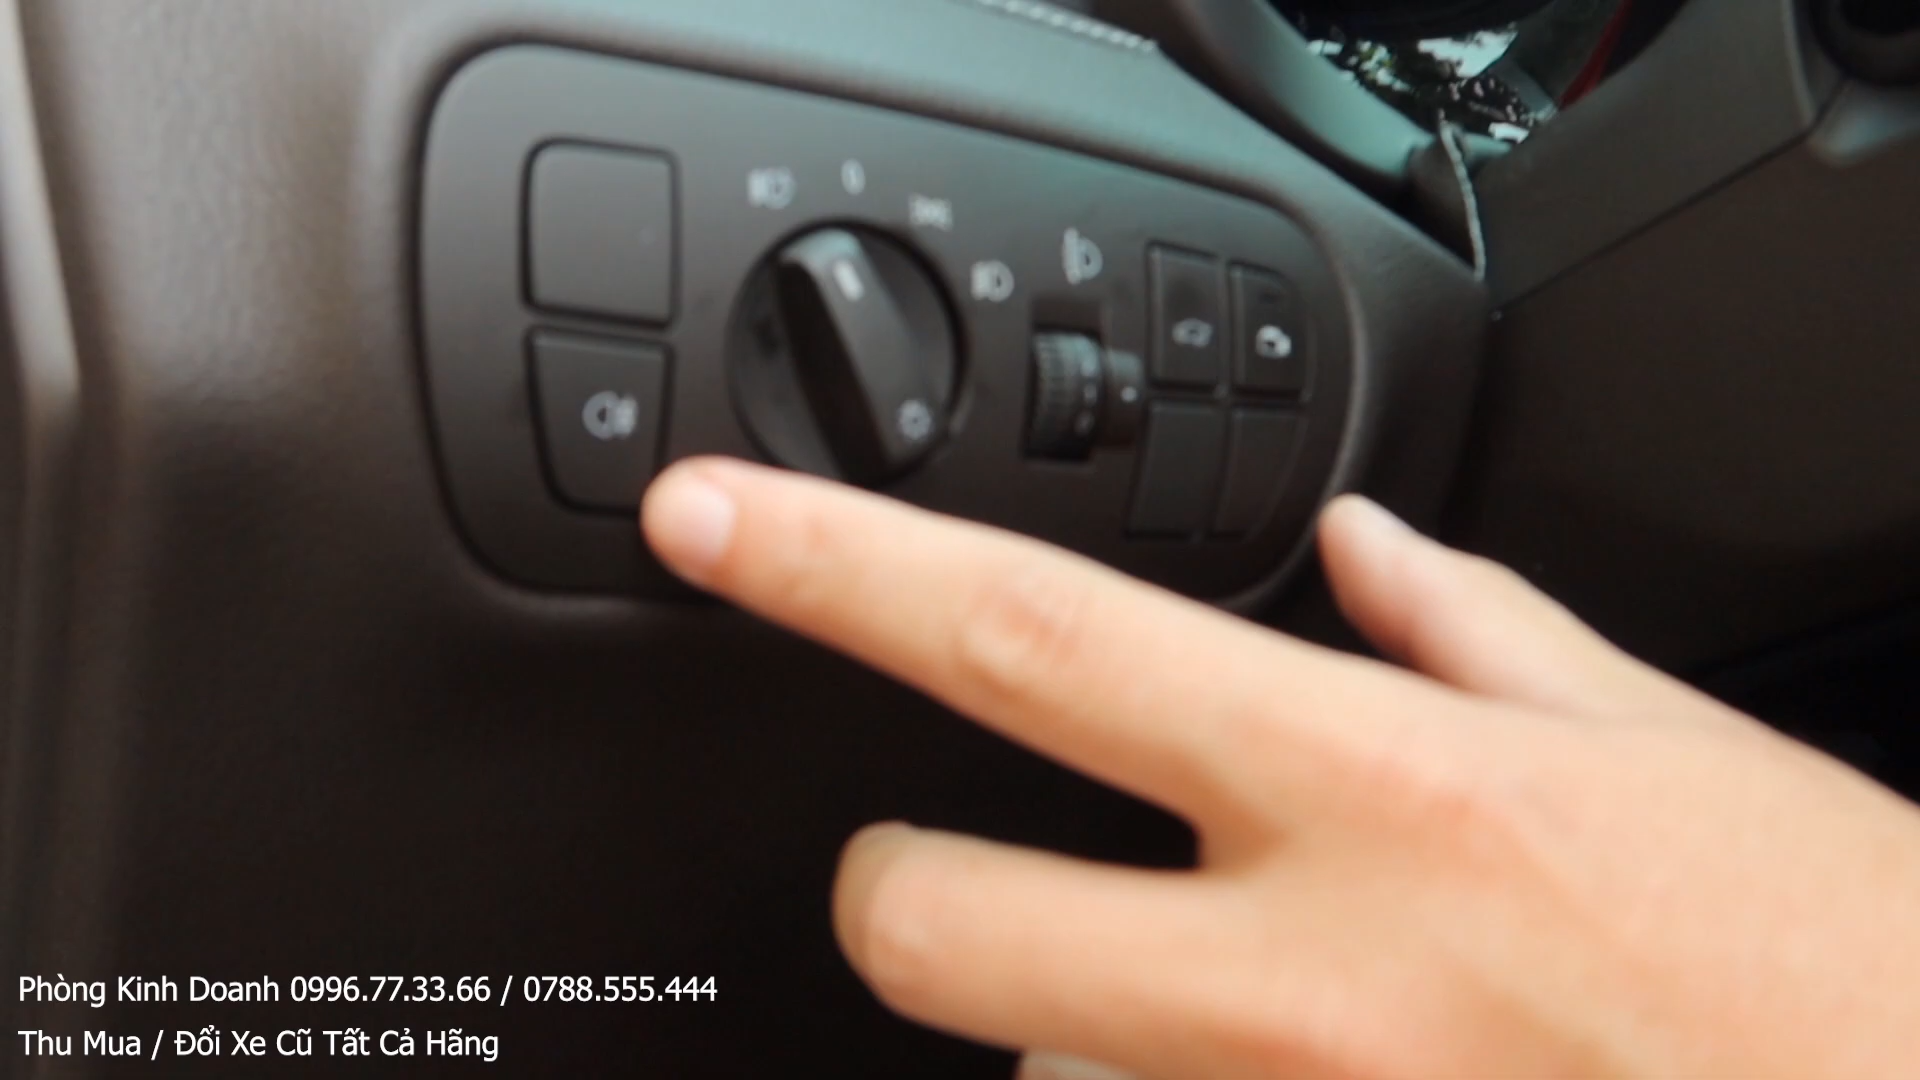 Phòng Kinh Doanh 0996.77.33.66 / 0788.555.444
Thu Mua / Đổi Xe Cũ Tất Cả Hãng